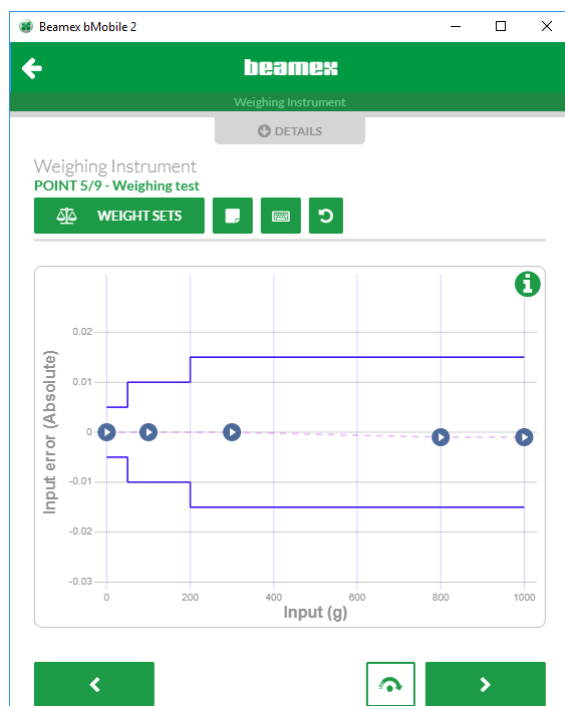 Beamex bMobile 2
beamex
Weighing Instrument
DETAILS
Weighing Instrument
POINT 5/9 - Weighing test
WEIGHT SETS
Input error (Absolute)
0.02
0.01
0
-0.01
-0.02
-0.03
0 200 400 600 800 1000
Input (g)